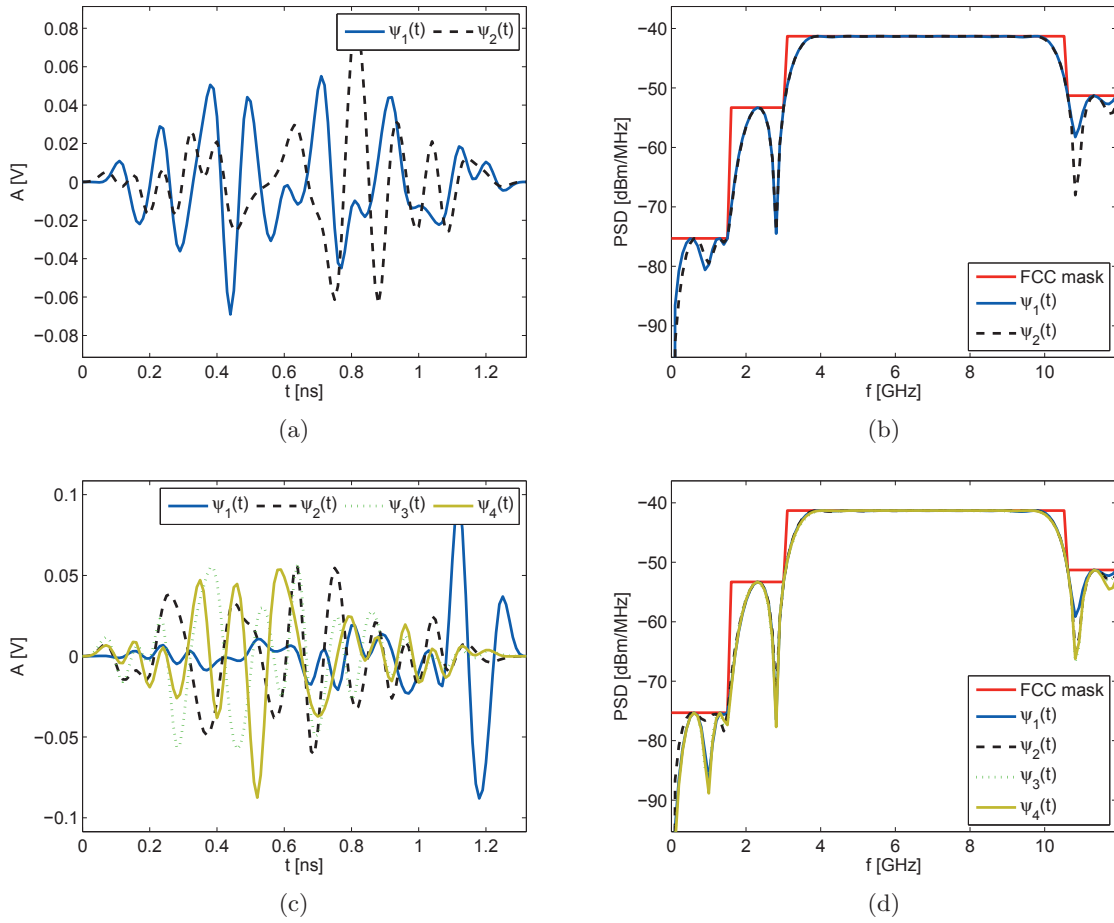 0.08
0.06
0.04
0.02
0
−0.02
−0.04
−0.06
−0.08
A [V]
ψ1(t)
ψ2(t)
0
0.2
0.4
0.6
0.8
1
1.2
t [ns]
(a)
−40
−50
−60
−70
−80
−90
PSD [dBm/MHz]
FCC mask
ψ1(t)
ψ2(t)
0
2
4
6
8
10
f [GHz]
(b)
0.1
0.05
0
−0.05
−0.1
A [V]
ψ1(t)
ψ2(t)
ψ3(t)
ψ4(t)
0
0.2
0.4
0.6
0.8
1
1.2
t [ns]
(c)
−40
−50
−60
−70
−80
−90
PSD [dBm/MHz]
FCC mask
ψ1(t)
ψ2(t)
ψ3(t)
ψ4(t)
0
2
4
6
8
10
f [GHz]
(d)